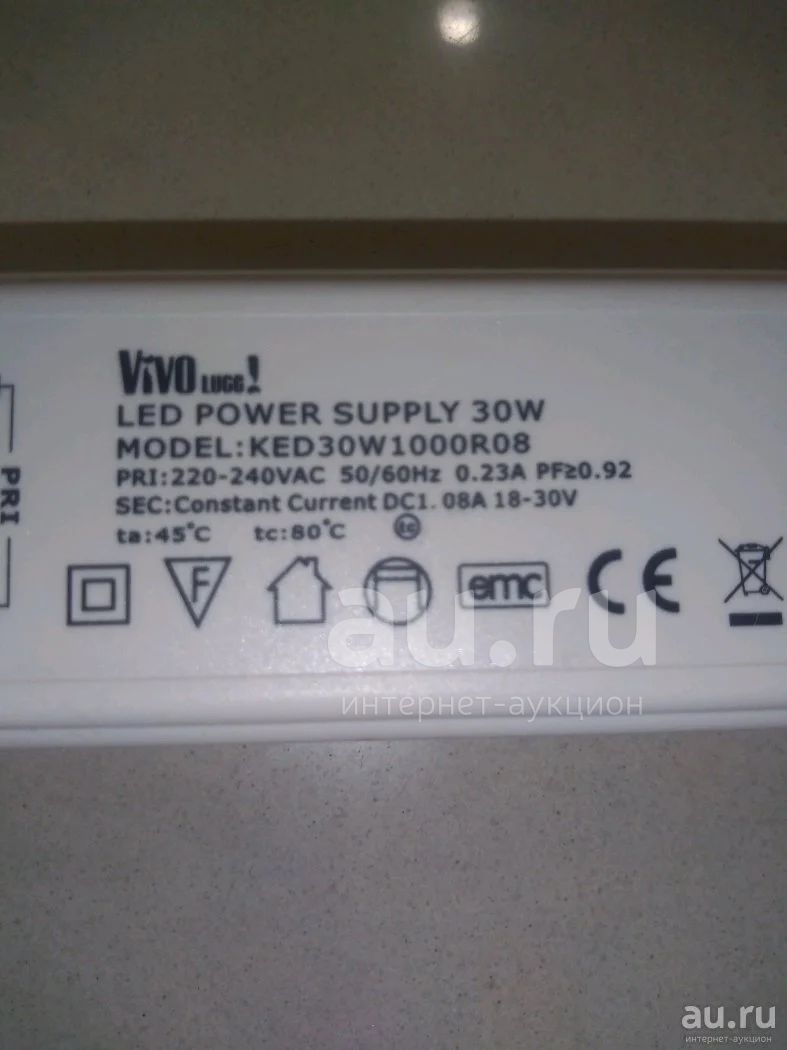 ViVO LUGG!
LED POWER SUPPLY 30W
MODEL:KED30W1000R08
PRI:220-240VAC 50/60Hz 0.23A PF≥0.92
SEC:Constant Current DC1.08A 18-30V
ta:45°C tc:80°C tc
PRI
F
emc
CE
au.ru
интернет-аукцион
au.ru
интернет-аукцион